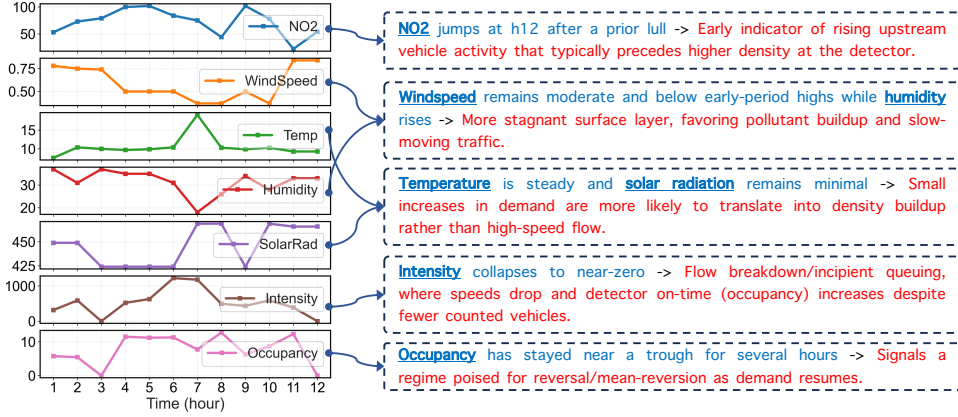 100
50
NO2
0.75
0.50
WindSpeed
15
10
Temp
30
20
Humidity
450
425
SolarRad
1000
0
Intensity
10
0
Occupancy
1 2 3 4 5 6 7 8 9 10 11 12
Time (hour)
NO2 jumps at h12 after a prior lull -> Early indicator of rising upstream
vehicle activity that typically precedes higher density at the detector.
Windspeed remains moderate and below early-period highs while humidity
rises -> More stagnant surface layer, favoring pollutant buildup and slow-
moving traffic.
Temperature is steady and solar radiation remains minimal -> Small
increases in demand are more likely to translate into density buildup
rather than high-speed flow.
Intensity collapses to near-zero -> Flow breakdown/incipient queuing,
where speeds drop and detector on-time (occupancy) increases despite
fewer counted vehicles.
Occupancy has stayed near a trough for several hours -> Signals a
regime poised for reversal/mean-reversion as demand resumes.